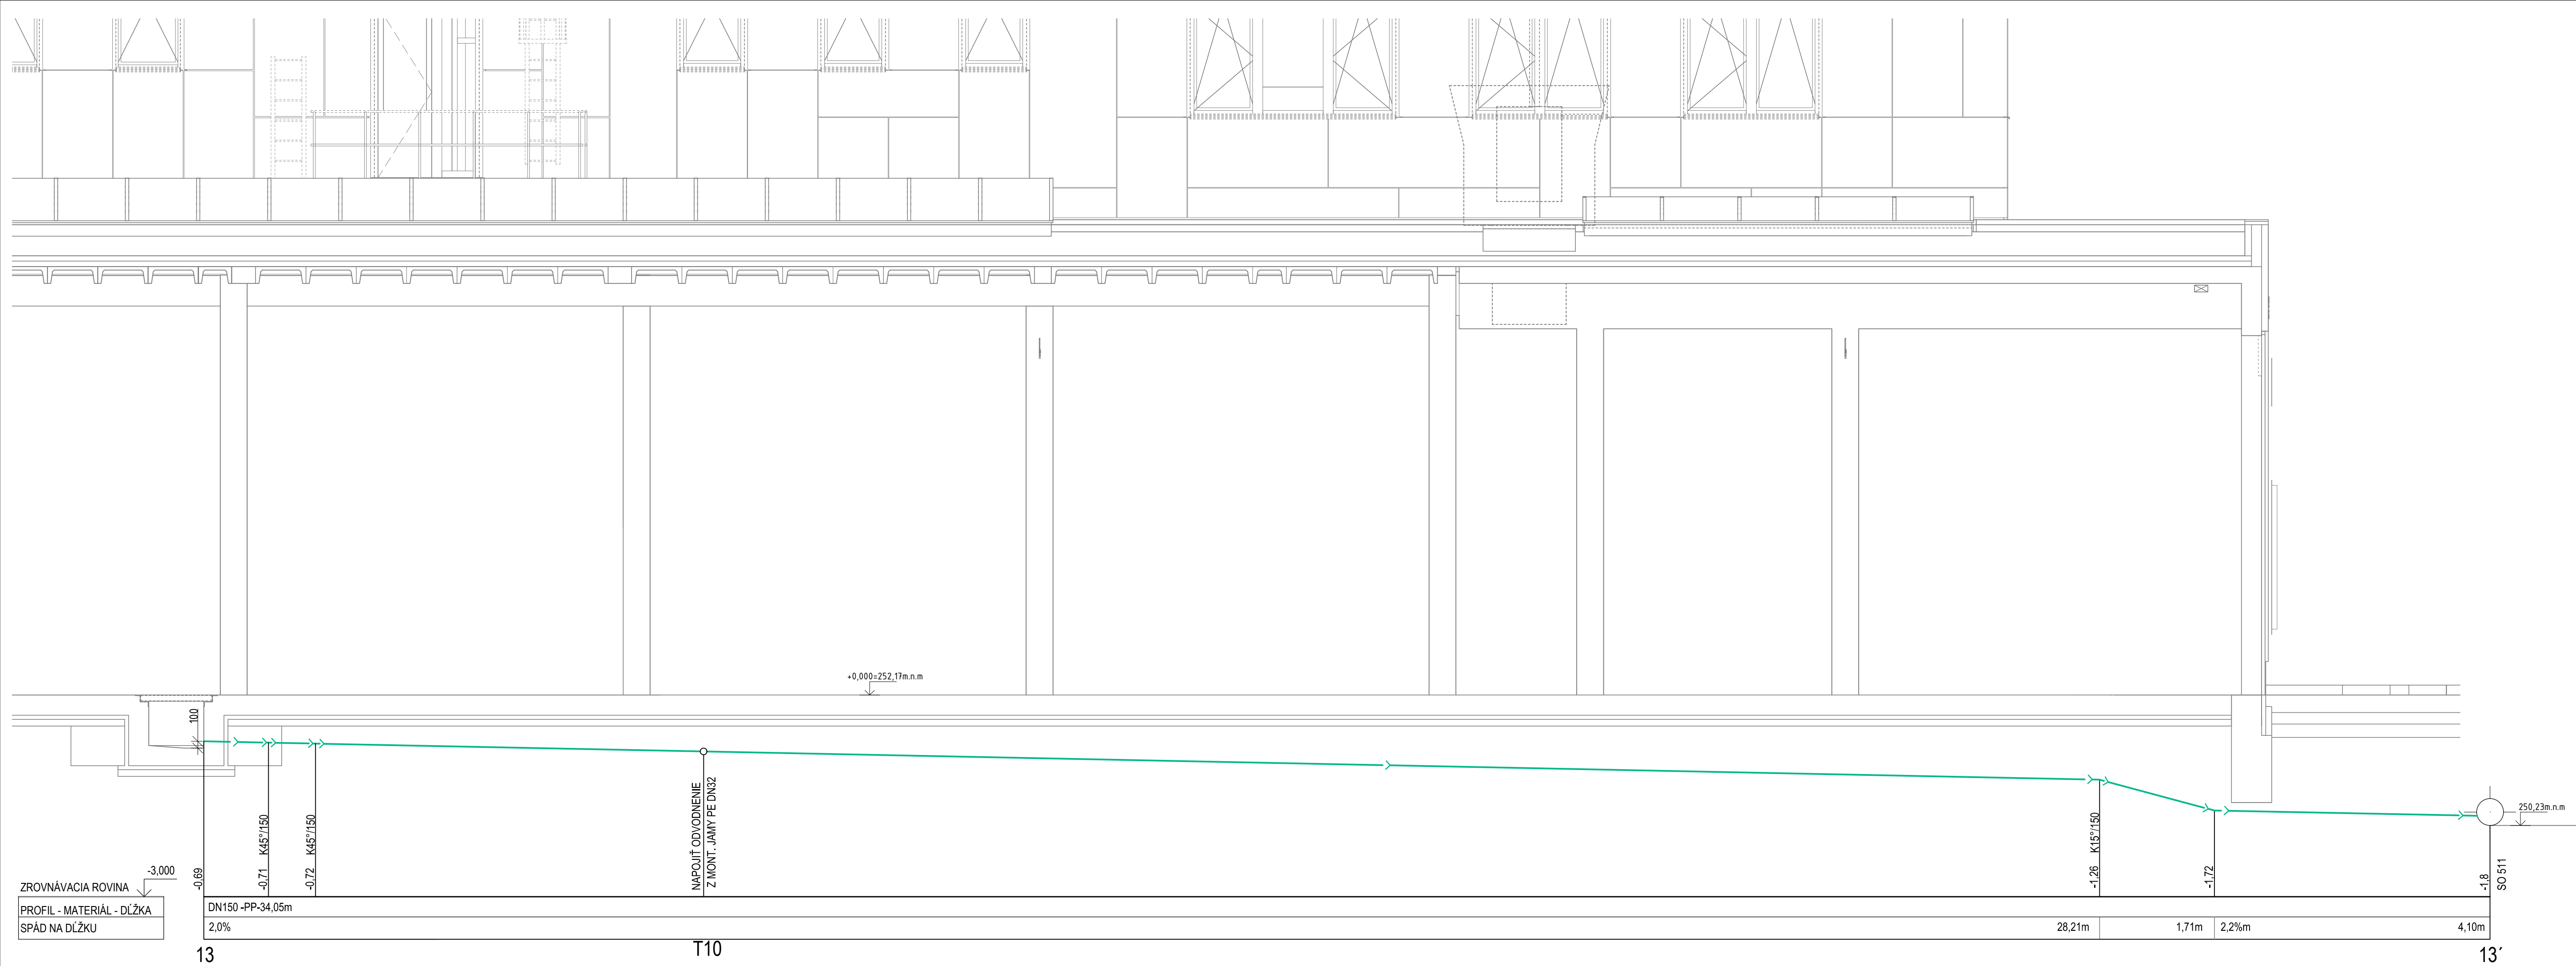 +0,000=252,17m.n.m
100
250,23m.n.m
-0,69
-0,71 K45°/150
-0,72 K45°/150
NAPOJIŤ ODVODNENIE
Z MONT. JAMY PE DN32
-1,26 K15°/150
-1,72
-1,8
SO 511
-3,000
ZROVNÁVACIA ROVINA
PROFIL - MATERIÁL - DĹŽKA
DN150 -PP-34,05m
SPÁD NA DĹŽKU
2,0%
28,21m
1,71m
2,2%m
4,10m
13
T10
13´